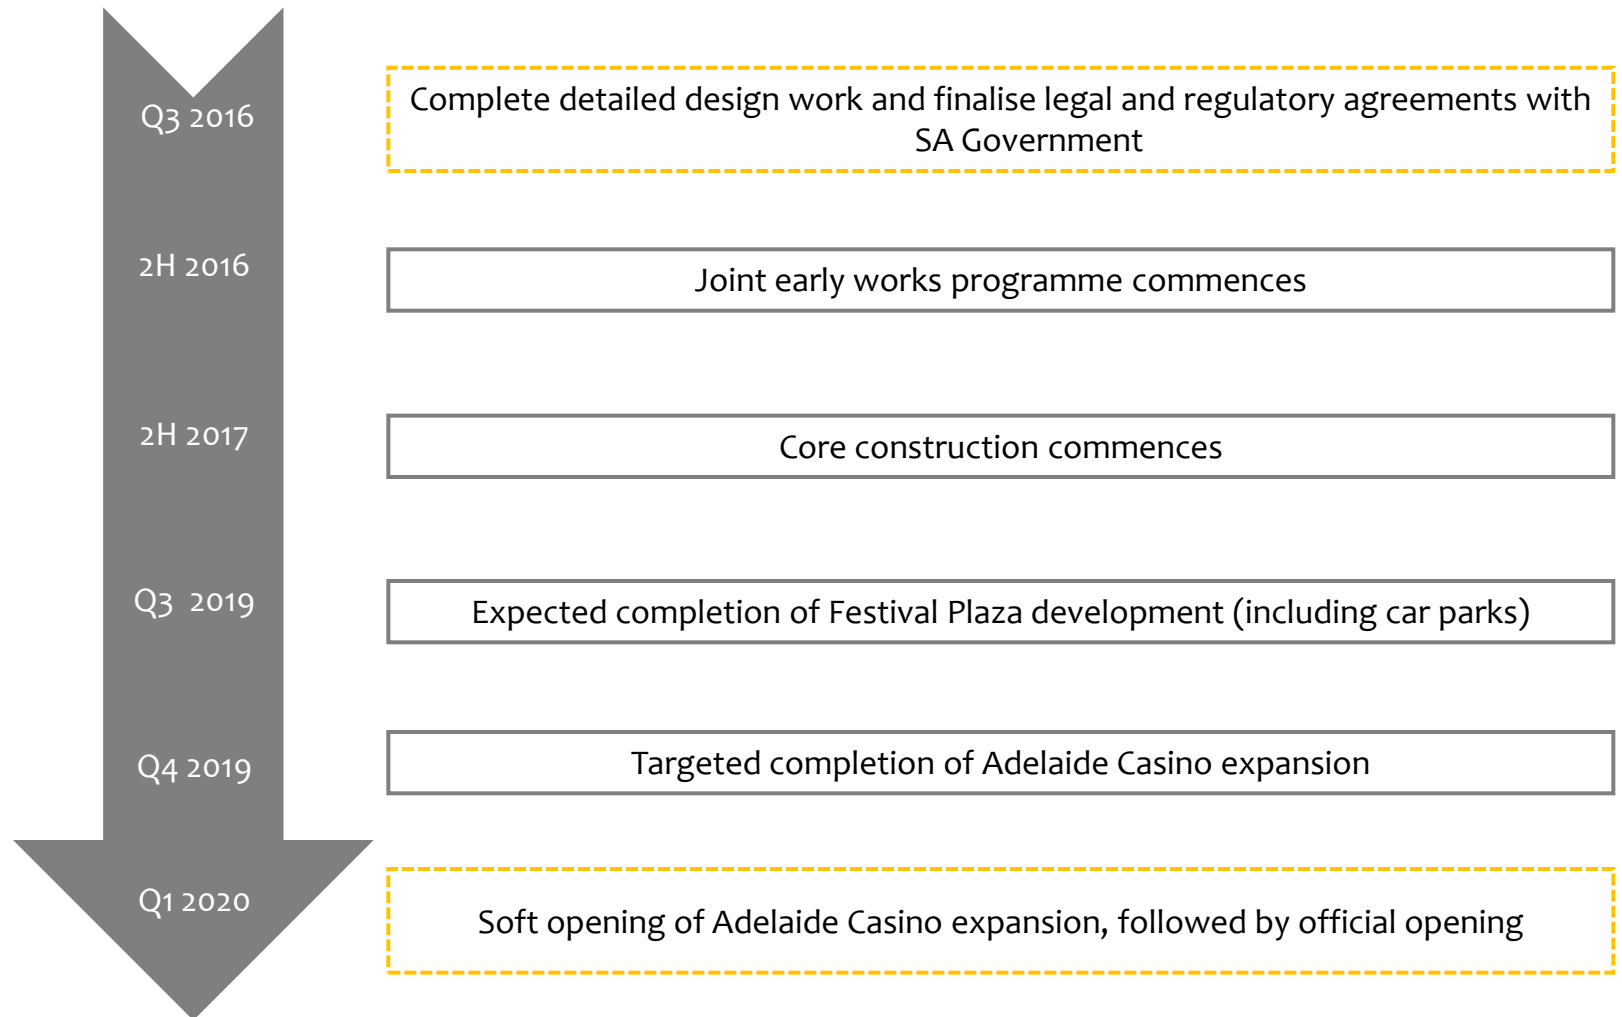 Q3 2016
Complete detailed design work and finalise legal and regulatory agreements with
SA Government
2H 2016
Joint early works programme commences
2H 2017
Core construction commences
Q3 2019
Expected completion of Festival Plaza development (including car parks)
Q4 2019
Targeted completion of Adelaide Casino expansion
Q1 2020
Soft opening of Adelaide Casino expansion, followed by official opening